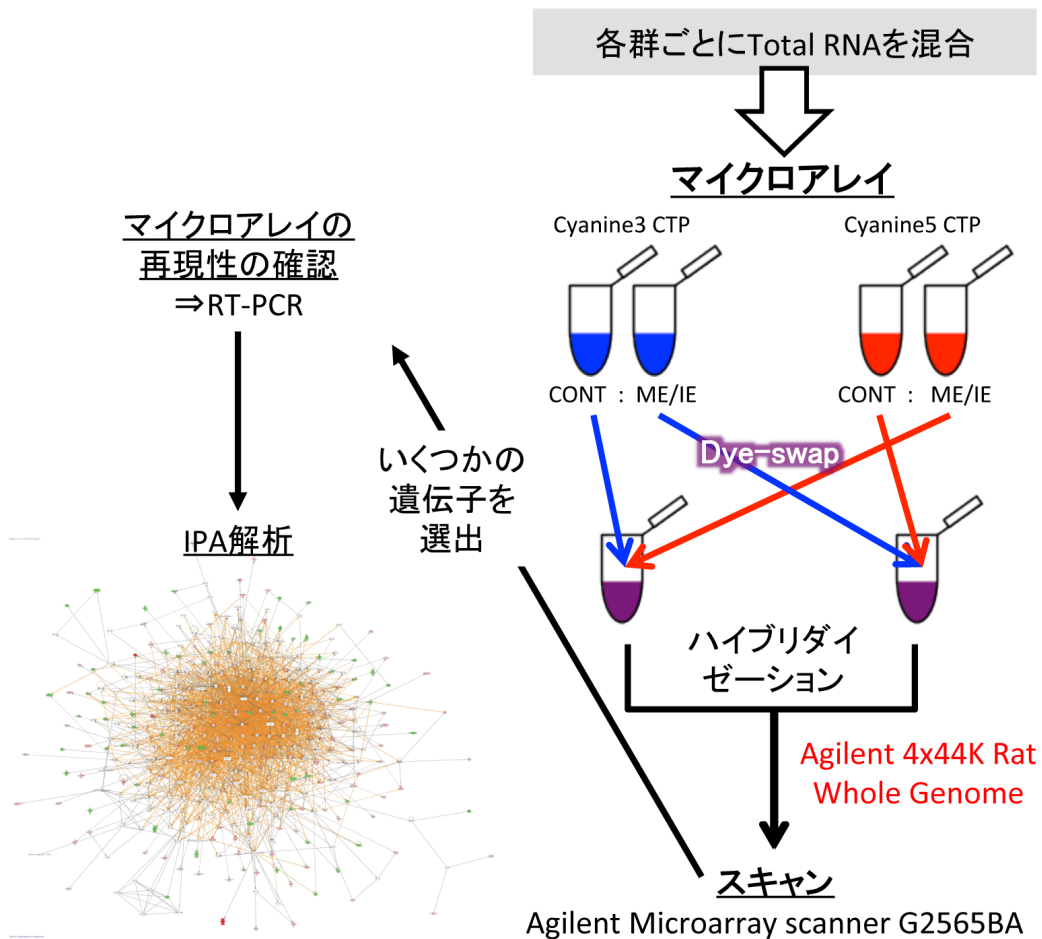 各群ごとにTotal RNAを混合
マイクロアレイ
Cyanine3 CTP
Cyanine5 CTP
CONT : ME/IE
CONT : ME/IE
Dye-swap
ハイブリダイ
ゼーション
Agilent 4x44K Rat
Whole Genome
スキャン
Agilent Microarray scanner G2565BA
いくつかの
遺伝子を
選出
マイクロアレイの
再現性の確認
⇒RT-PCR
IPA解析